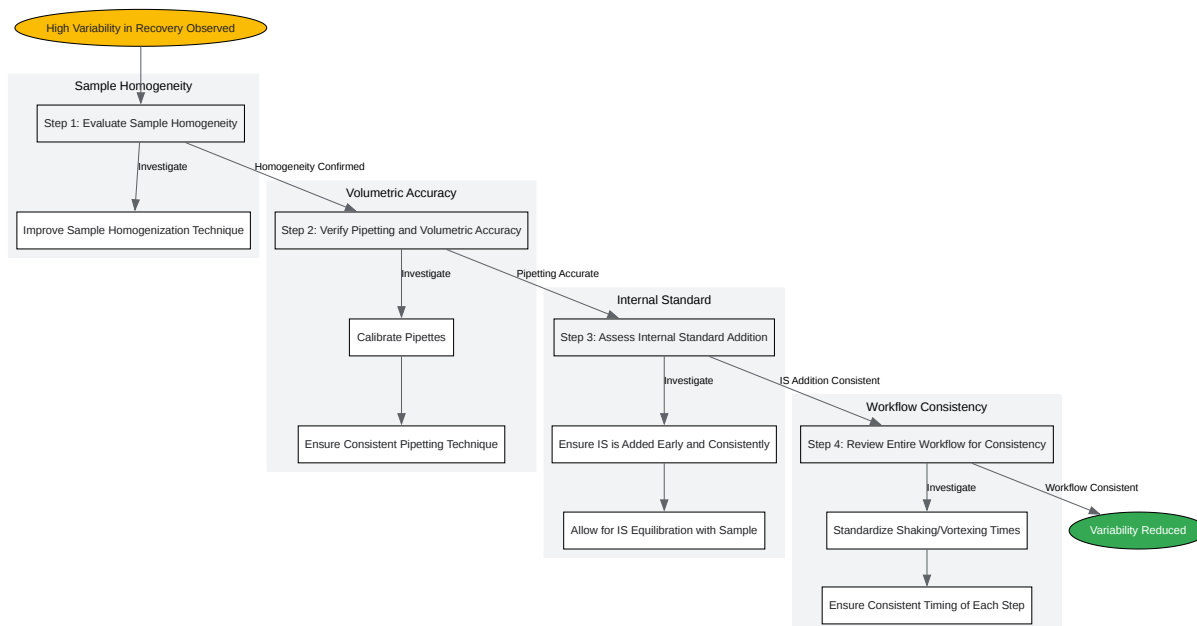 High Variability in Recovery Observed
Sample Homogeneity
Step 1: Evaluate Sample Homogeneity
Investigate
Homogeneity Confirmed
Improve Sample Homogenization Technique
Volumetric Accuracy
Step 2: Verify Pipetting and Volumetric Accuracy
Investigate
Pipetting Accurate
Calibrate Pipettes
Ensure Consistent Pipetting Technique
Internal Standard
Step 3: Assess Internal Standard Addition
Investigate
IS Addition Consistent
Ensure IS is Added Early and Consistently
Allow for IS Equilibration with Sample
Workflow Consistency
Step 4: Review Entire Workflow for Consistency
Investigate
Workflow Consistent
Standardize Shaking/Vortexing Times
Variability Reduced
Ensure Consistent Timing of Each Step